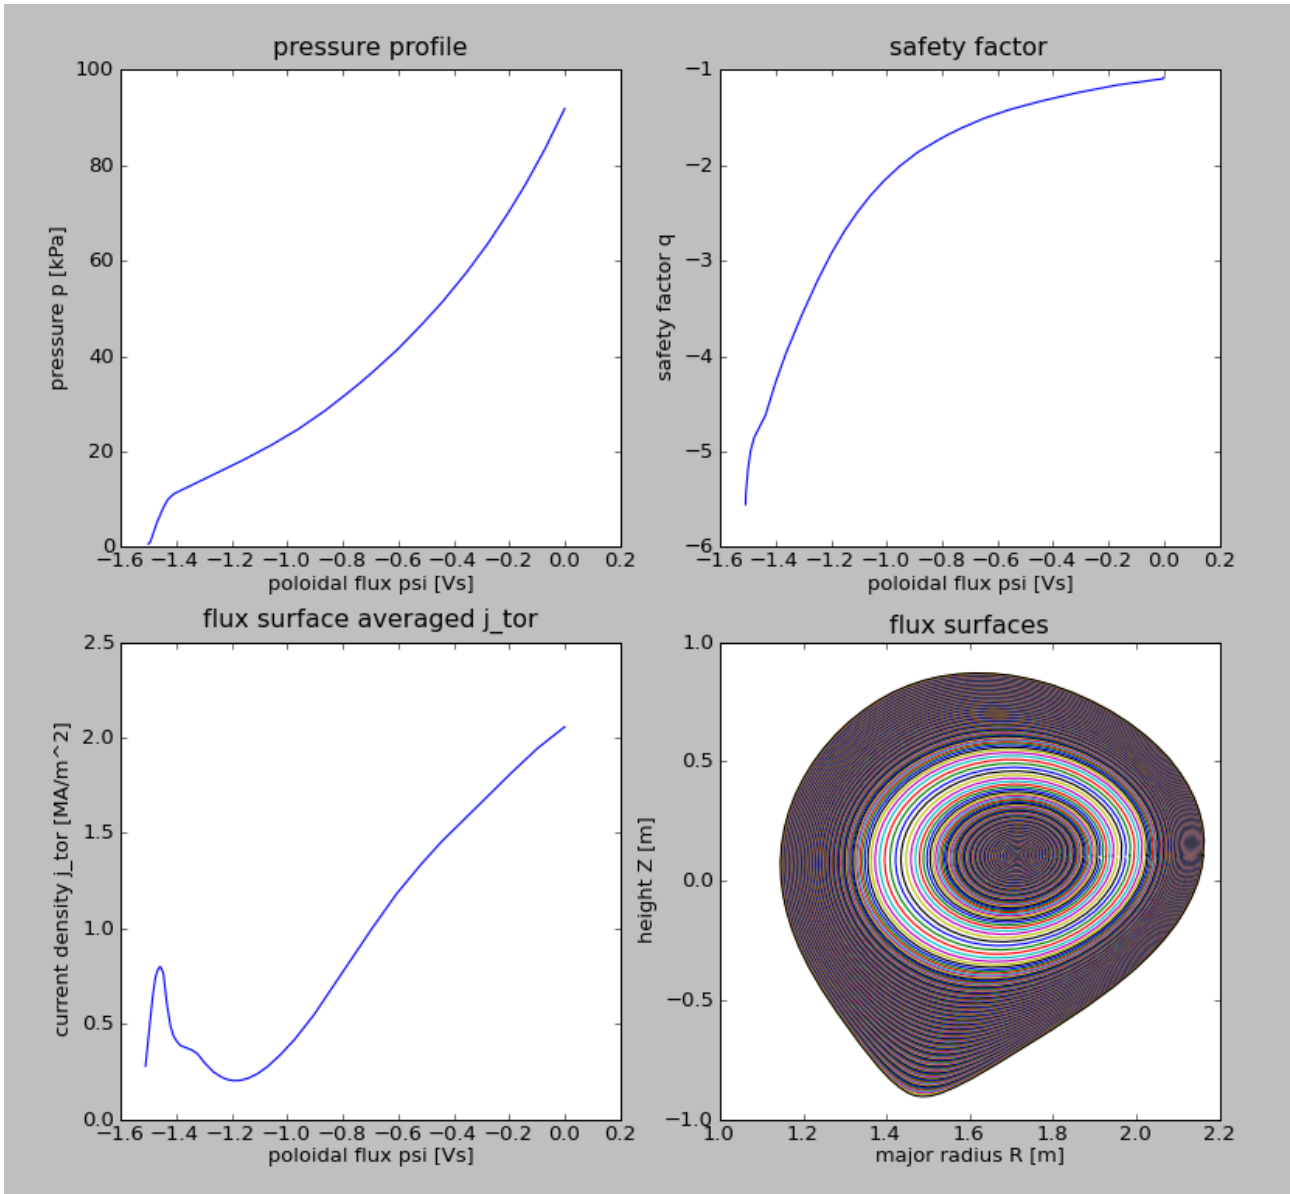 pressure profile
100
80
60
40
20
0
pressure p [kPa]
−1.6 −1.4 −1.2 −1.0 −0.8 −0.6 −0.4 −0.2 0.0 0.2
poloidal flux psi [Vs]
safety factor
−1
−2
−3
−4
−5
−6
safety factor q
−1.6 −1.4 −1.2 −1.0 −0.8 −0.6 −0.4 −0.2 0.0 0.2
poloidal flux psi [Vs]
flux surface averaged j_tor
2.5
2.0
1.5
1.0
0.5
0.0
current density j_tor [MA/m^2]
−1.6 −1.4 −1.2 −1.0 −0.8 −0.6 −0.4 −0.2 0.0 0.2
poloidal flux psi [Vs]
flux surfaces
1.0
0.5
0.0
−0.5
−1.0
height Z [m]
1.0 1.2 1.4 1.6 1.8 2.0 2.2
major radius R [m]